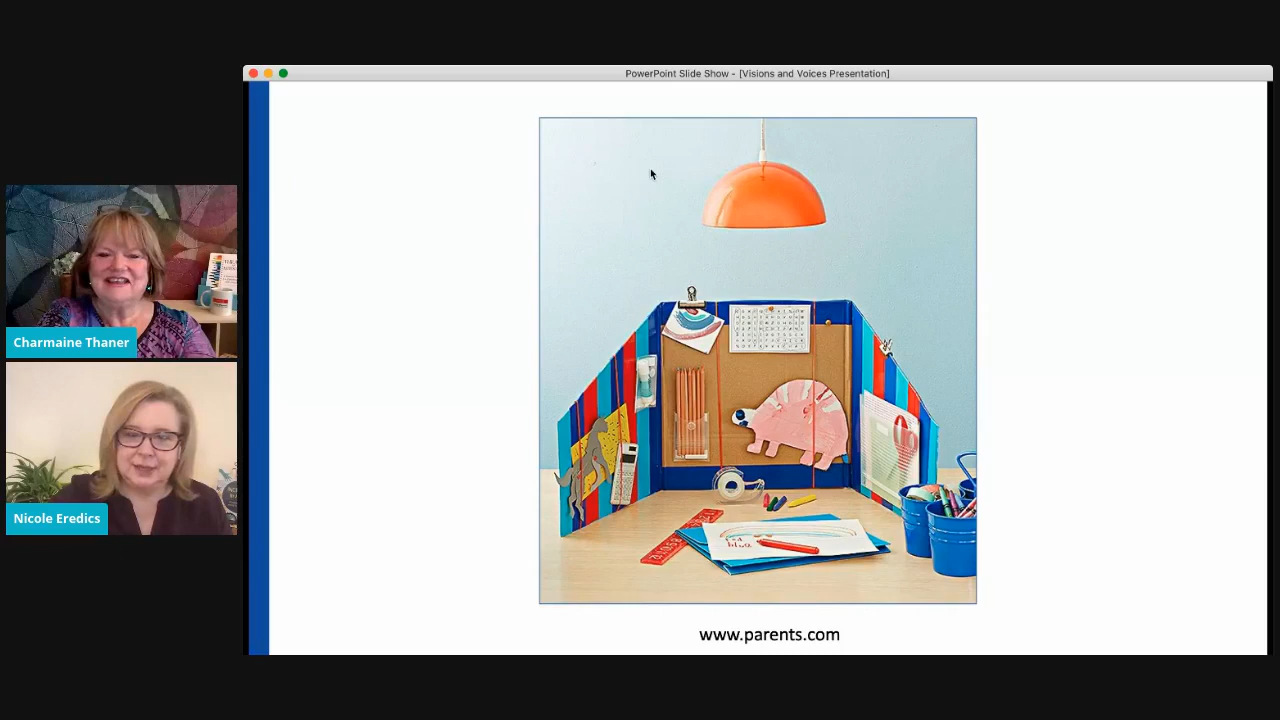 PowerPoint Slide Show - [Visions and Voices Presentation]
Charmaine Thaner
Nicole Eredics
www.parents.com